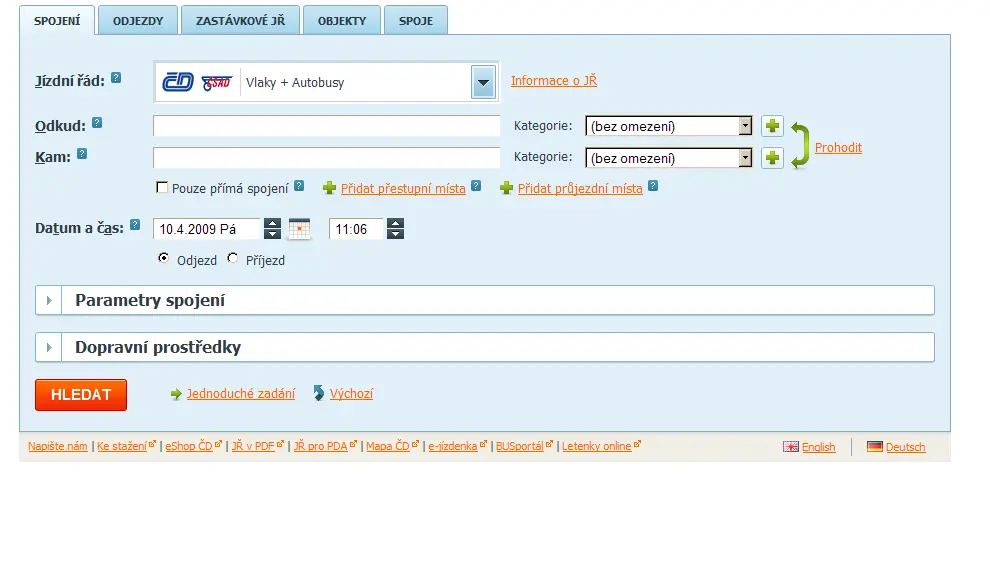 SPOJENÍ ODJEZDY ZASTÁVKOVÉ JŘ OBJEKTY SPOJE
Jízdní řád: ? ČD ČSAD Vlaky + Autobusy Informace o JŘ
Odkud: ? Kategorie: (bez omezení) Prohodit
Kam: ? Kategorie: (bez omezení)
Pouze přímá spojení ? Přidat přestupní místa ? Přidat průjezdní místa ?
Datum a čas: ? 10.4.2009 Pá 11:06
Odjezd Příjezd
Parametry spojení
Dopravní prostředky
HLEDAT Jednoduché zadání Výchozí
Napište nám | Ke stažení | eShop ČD | JŘ v PDF | JŘ pro PDA | Mapa ČD | e-jízdenka | BUSportál | Letenky online English | Deutsch